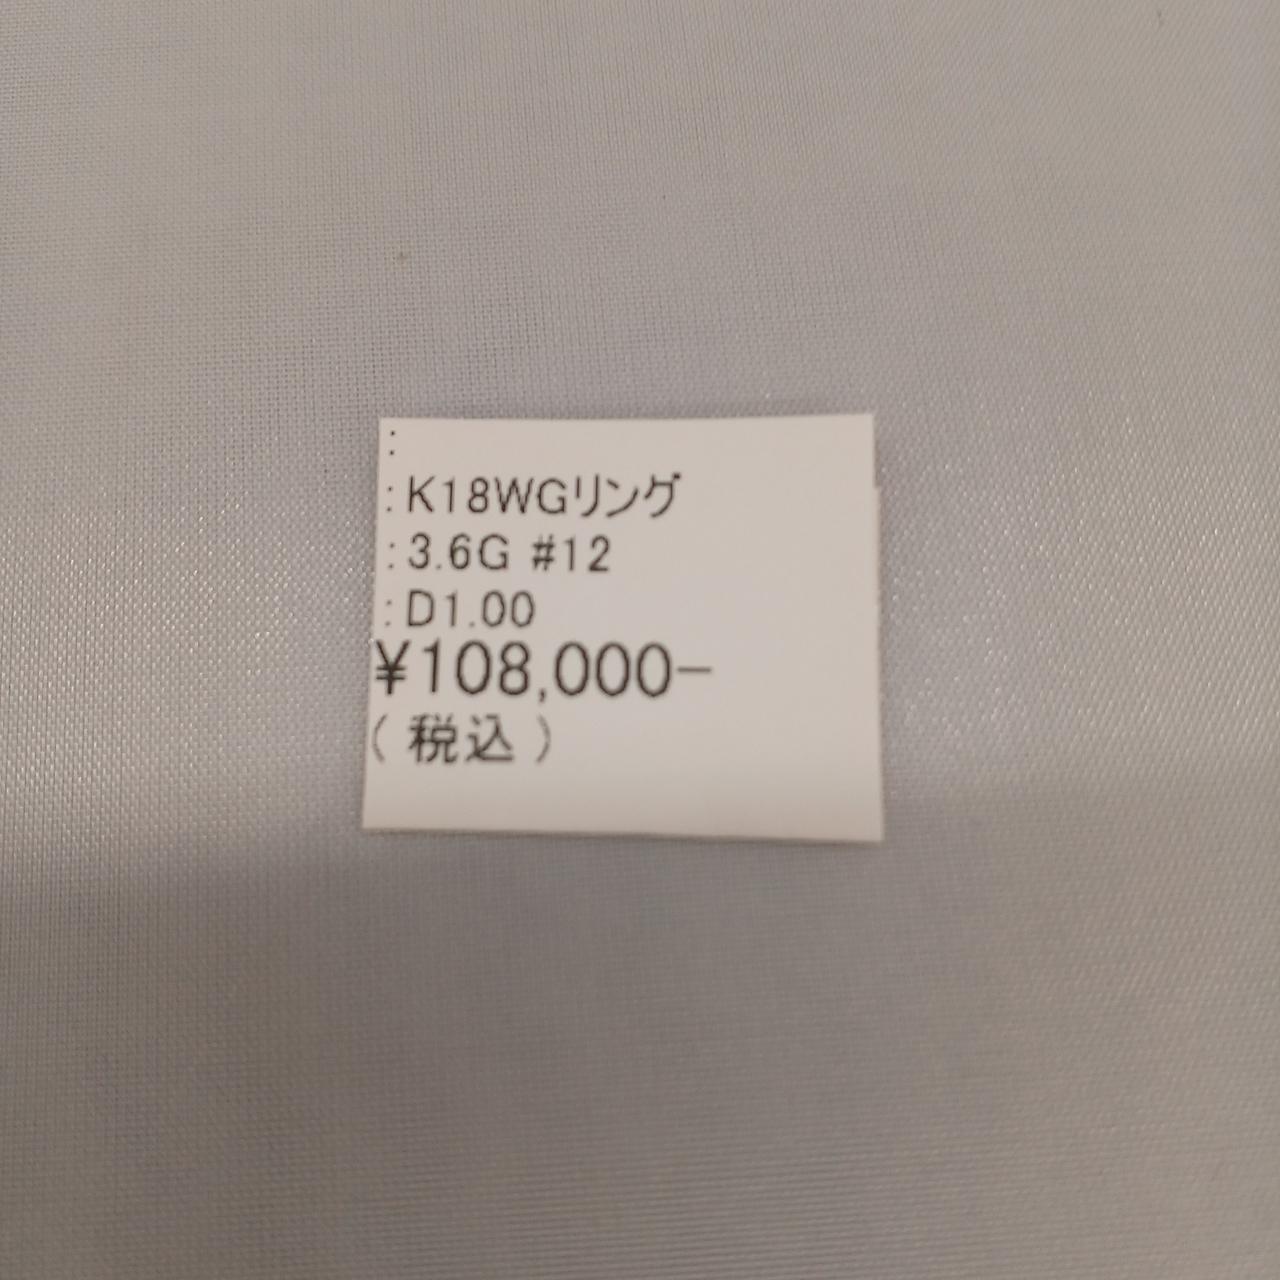 :
: K18WGリング
: 3.6G #12
: D1.00
¥108,000-
( 税込 )